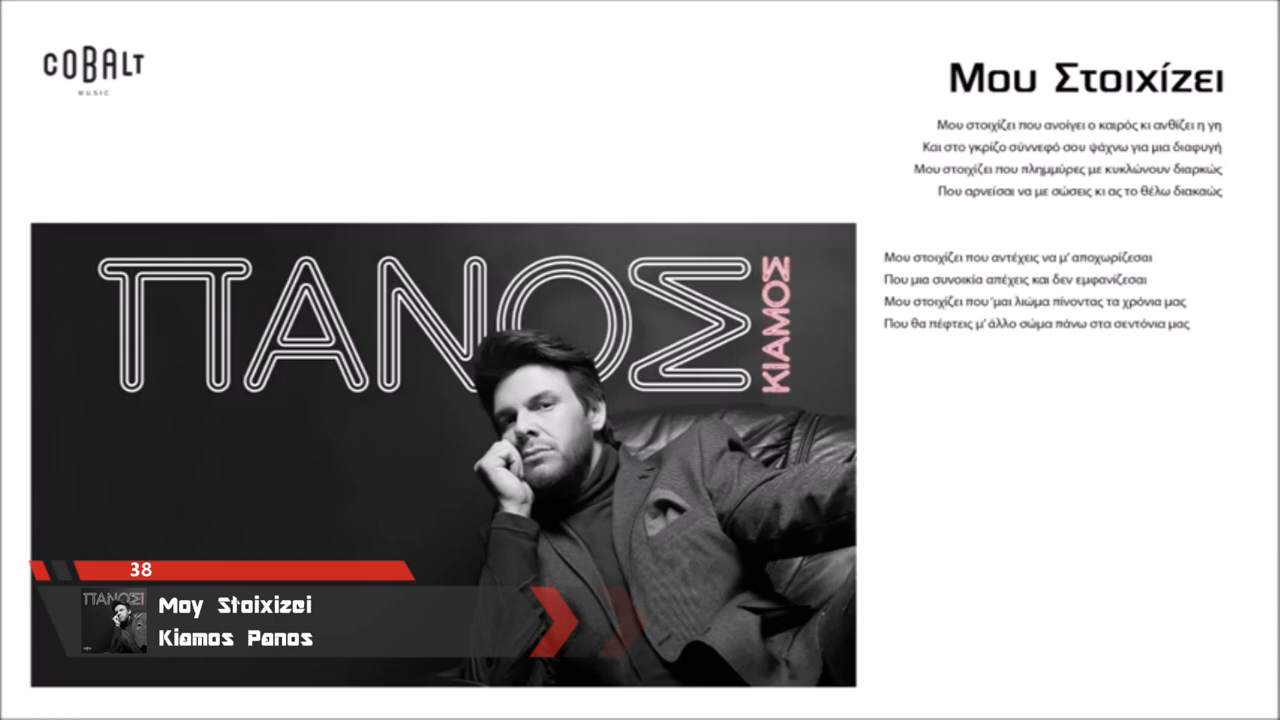 COBALT
MUSIC
Μου Στοιχίζει
Μου στοιχίζει που ανοίγει ο καιρός κι ανθίζει η γη
Και στο γκρίζο σύννεφό σου ψάχνω για μια διαφυγή
Μου στοιχίζει που πλημμύρες με κυκλώνουν διαρκώς
Που αρνείσαι να με σώσεις κι ας το θέλω διακαώς
Μου στοιχίζει που αντέχεις να μ' αποχωρίζεσαι
Που μια συνοικία απέχεις και δεν εμφανίζεσαι
Μου στοιχίζει που 'μαι λιώμα πίνοντας τα χρόνια μας
Που θα πέφτεις μ' άλλο σώμα πάνω στα σεντόνια μας
ΠΑΝΟΣ
ΚΙΑΜΟΣ
38
ΠΑΝΟΣ
Moy Stoixizei
Kiamos Panos